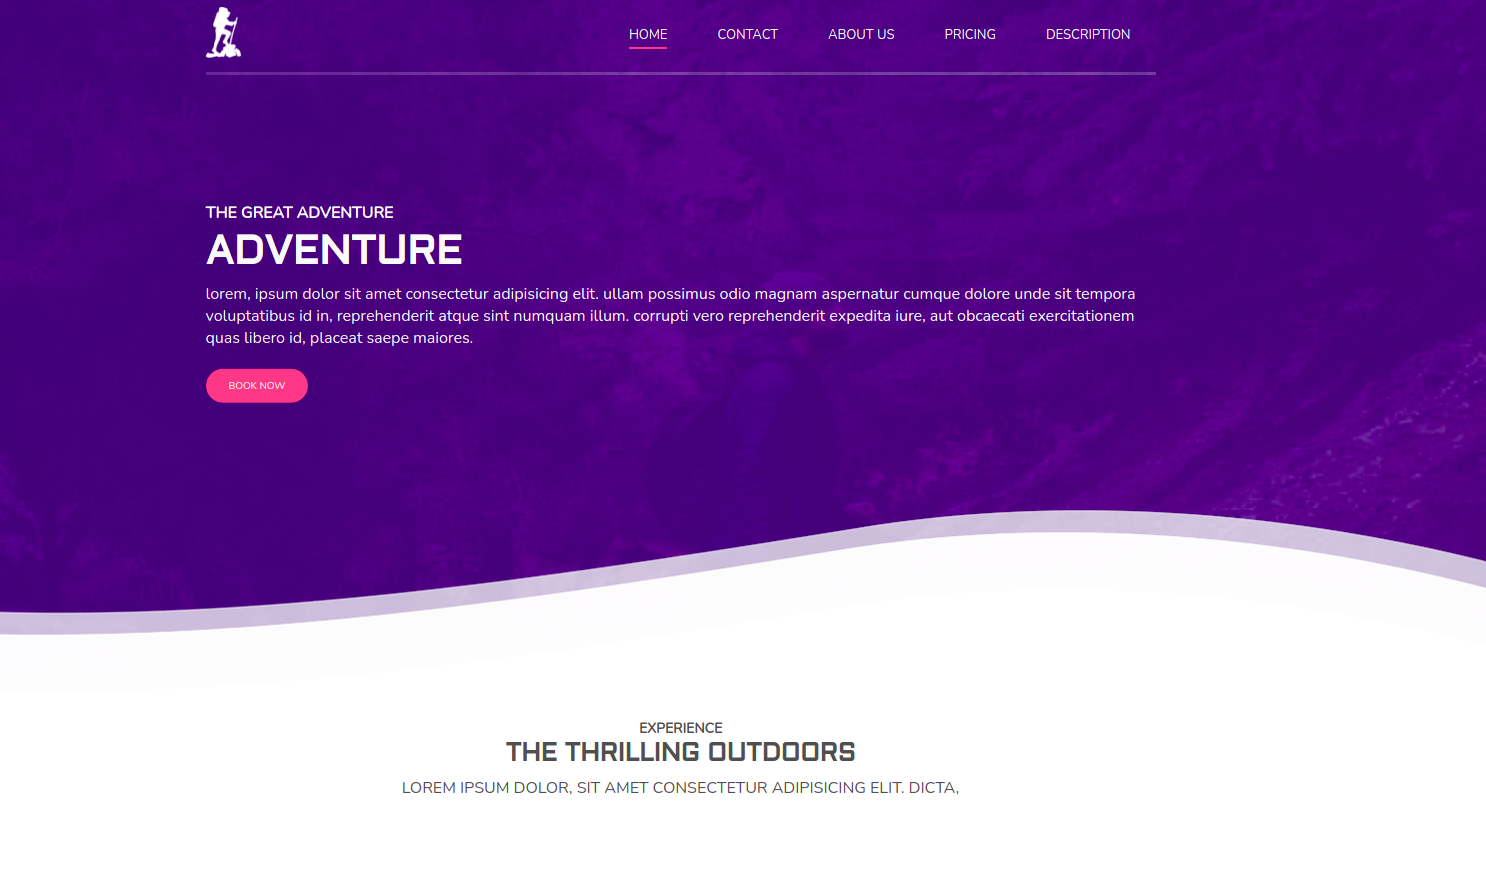 HOME CONTACT ABOUT US PRICING DESCRIPTION
THE GREAT ADVENTURE
ADVENTURE
lorem, ipsum dolor sit amet consectetur adipisicing elit. ullam possimus odio magnam aspernatur cumque dolore unde sit tempora
voluptatibus id in, reprehenderit atque sint numquam illum. corrupti vero reprehenderit expedita iure, aut obcaecati exercitationem
quas libero id, placeat saepe maiores.
BOOK NOW
EXPERIENCE
THE THRILLING OUTDOORS
LOREM IPSUM DOLOR, SIT AMET CONSECTETUR ADIPISICING ELIT. DICTA,